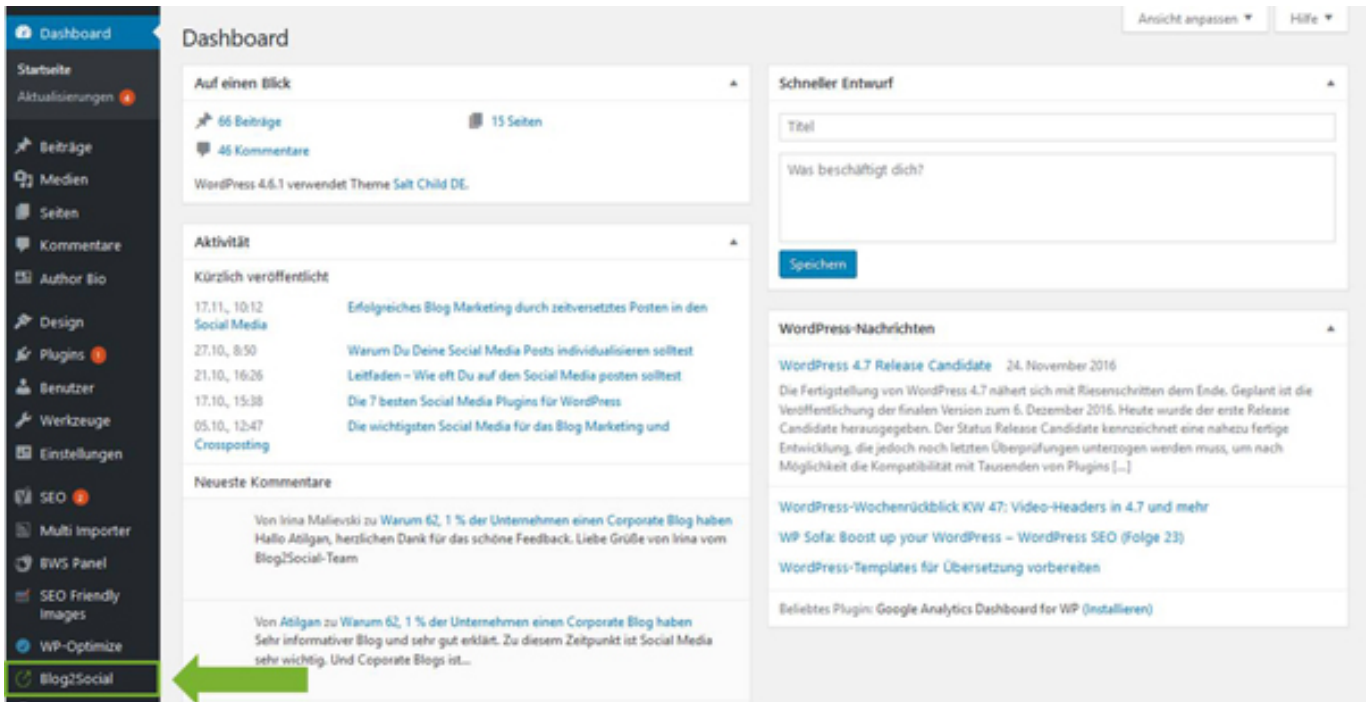 Dashboard
Startseite
Aktualisierungen 4
Beiträge
Medien
Seiten
Kommentare
Author Bio
Design
Plugins 1
Benutzer
Werkzeuge
Einstellungen
SEO 2
Multi Importer
BWS Panel
SEO Friendly
Images
WP-Optimize
Blog2Social
Ansicht anpassen
Hilfe
Dashboard
Auf einen Blick
66 Beiträge
15 Seiten
46 Kommentare
WordPress 4.6.1 verwendet Theme Salt Child DE.
Aktivität
Kürzlich veröffentlicht
17.11., 10:12 Erfolgreiches Blog Marketing durch zeitversetztes Posten in den
Social Media
27.10., 8:50 Warum Du Deine Social Media Posts individualisieren solltest
21.10., 16:26 Leitfaden – Wie oft Du auf den Social Media posten solltest
17.10., 15:38 Die 7 besten Social Media Plugins für WordPress
05.10., 12:47 Die wichtigsten Social Media für das Blog Marketing und
Crossposting
Neueste Kommentare
Von Irina Malievski zu Warum 62, 1 % der Unternehmen einen Corporate Blog haben
Hallo Atilgan, herzlichen Dank für das schöne Feedback. Liebe Grüße von Irina vom
Blog2Social-Team
Von Atilgan zu Warum 62, 1 % der Unternehmen einen Corporate Blog haben
Sehr informativer Blog und sehr gut erklärt. Zu diesem Zeitpunkt ist Social Media
sehr wichtig. Und Coporate Blogs ist...
Schneller Entwurf
Titel
Was beschäftigt dich?
Speichern
WordPress-Nachrichten
WordPress 4.7 Release Candidate 24. November 2016
Die Fertigstellung von WordPress 4.7 nähert sich mit Riesenschritten dem Ende. Geplant ist die
Veröffentlichung der finalen Version zum 6. Dezember 2016. Heute wurde der erste Release
Candidate herausgegeben. Der Status Release Candidate kennzeichnet eine nahezu fertige
Entwicklung, die jedoch noch letzten Überprüfungen unterzogen werden muss, um nach
Möglichkeit die Kompatibilität mit Tausenden von Plugins [...]
WordPress-Wochenrückblick KW 47: Video-Headers in 4.7 und mehr
WP Sofa: Boost up your WordPress – WordPress SEO (Folge 23)
WordPress-Templates für Übersetzung vorbereiten
Beliebtes Plugin: Google Analytics Dashboard for WP (Installieren)